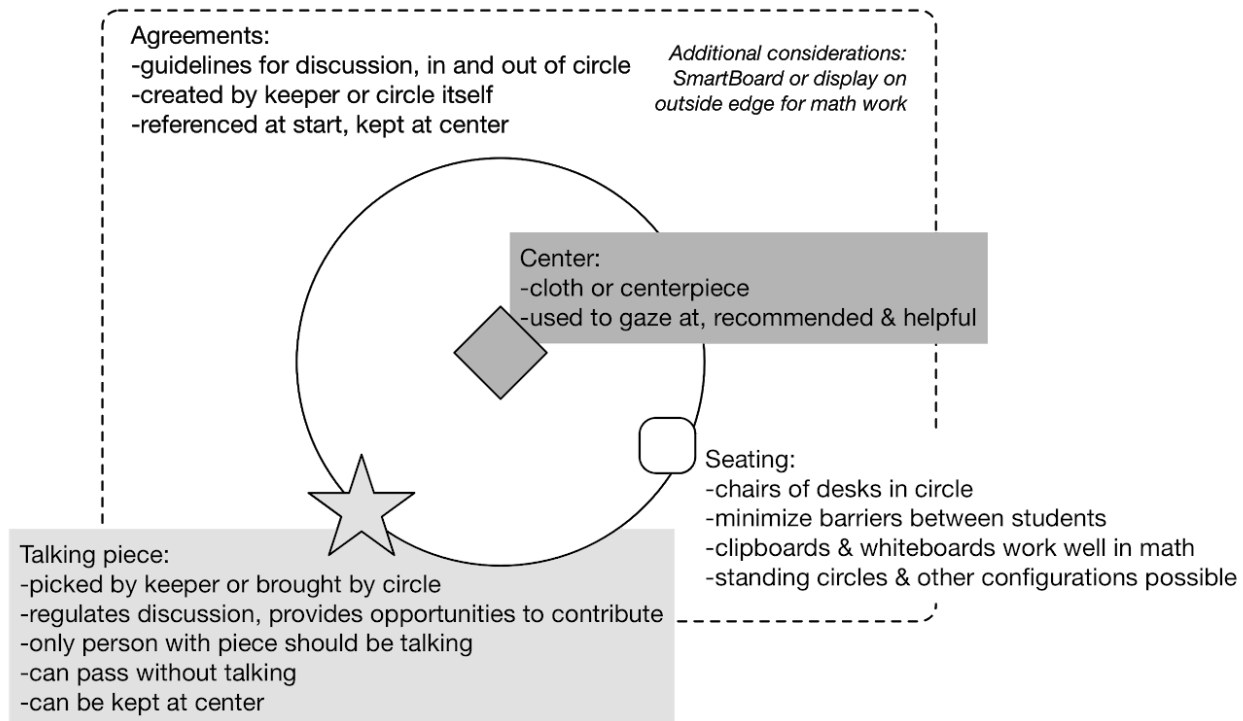 Agreements:
-guidelines for discussion, in and out of circle
-created by keeper or circle itself
-referenced at start, kept at center
Additional considerations:
SmartBoard or display on
outside edge for math work
Center:
-cloth or centerpiece
-used to gaze at, recommended & helpful
Seating:
-chairs of desks in circle
-minimize barriers between students
-clipboards & whiteboards work well in math
-standing circles & other configurations possible
Talking piece:
-picked by keeper or brought by circle
-regulates discussion, provides opportunities to contribute
-only person with piece should be talking
-can pass without talking
-can be kept at center